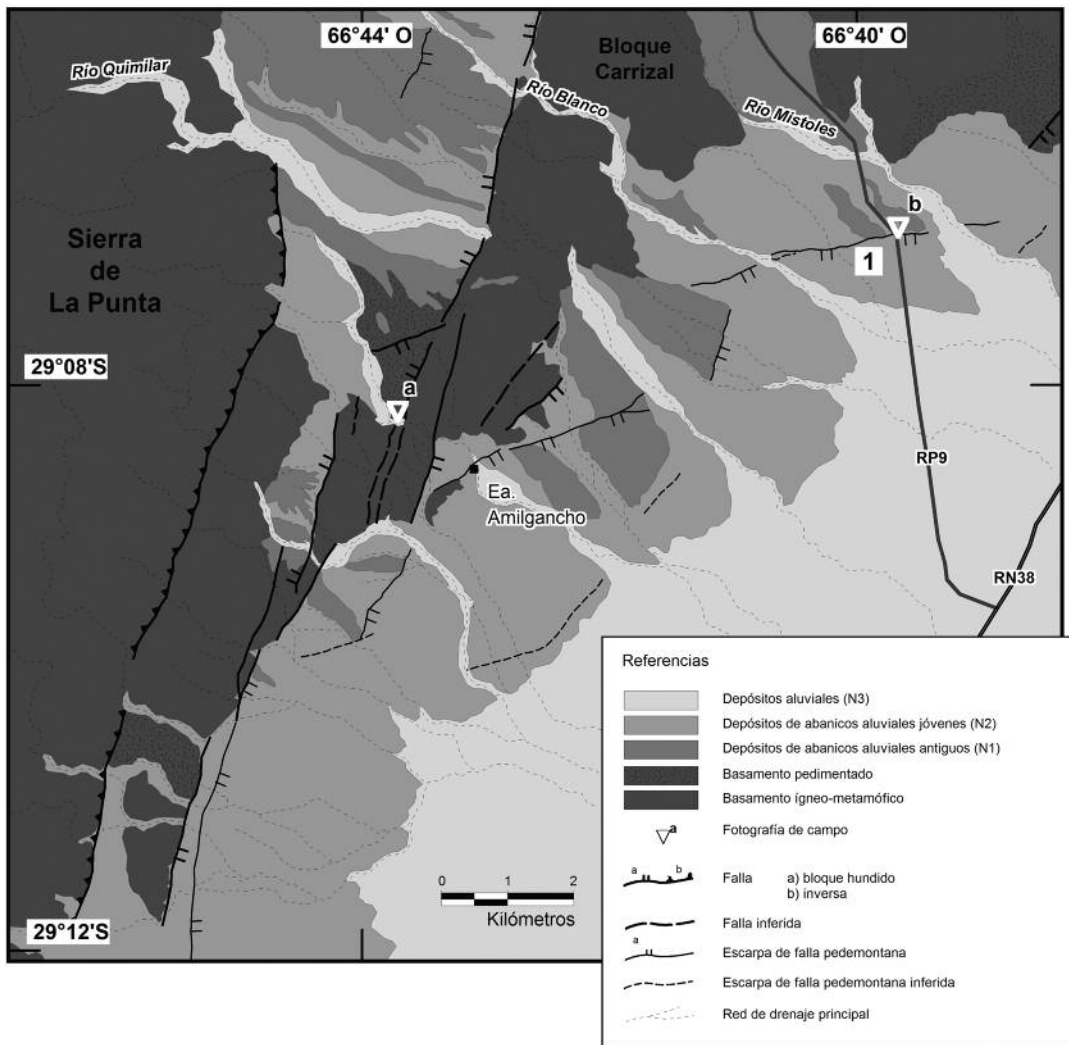 66°44' O
66°40' O
Bloque
Carrizal
Río Quimilar
Río Blanco
Río Mistoles
b
1
Sierra
de
La Punta
29°08'S
a
Ea.
Amilgancho
RP9
RN38
0 1 2
Kilómetros
29°12'S
Referencias
Depósitos aluviales (N3)
Depósitos de abanicos aluviales jóvenes (N2)
Depósitos de abanicos aluviales antiguos (N1)
Basamento pedimentado
Basamento ígneo-metamófico
a
Fotografía de campo
a b
Falla a) bloque hundido
b) inversa
Falla inferida
a
Escarpa de falla pedemontana
Escarpa de falla pedemontana inferida
Red de drenaje principal